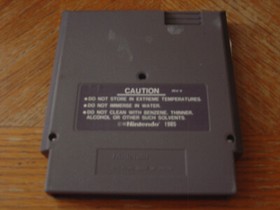 CAUTION REV-A
•DO NOT STORE IN EXTREME TEMPERATURES.
•DO NOT IMMERSE IN WATER.
•DO NOT CLEAN WITH BENZENE, THINNER,
ALCOHOL OR OTHER SUCH SOLVENTS.
©Nintendo 1985